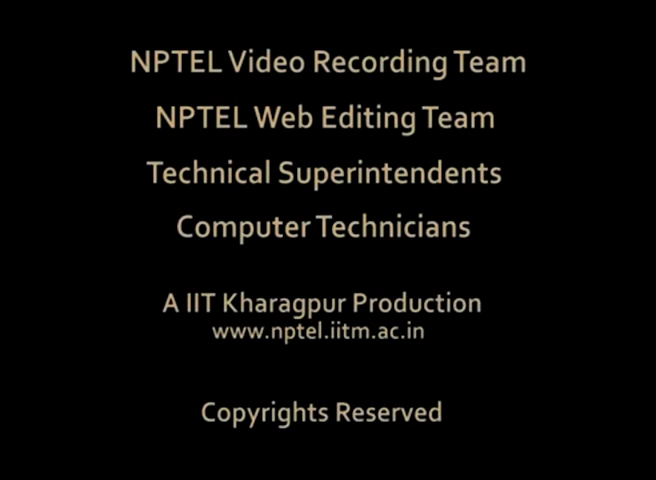 NPTEL Video Recording Team
NPTEL Web Editing Team
Technical Superintendents
Computer Technicians
A IIT Kharagpur Production
www.nptel.iitm.ac.in
Copyrights Reserved